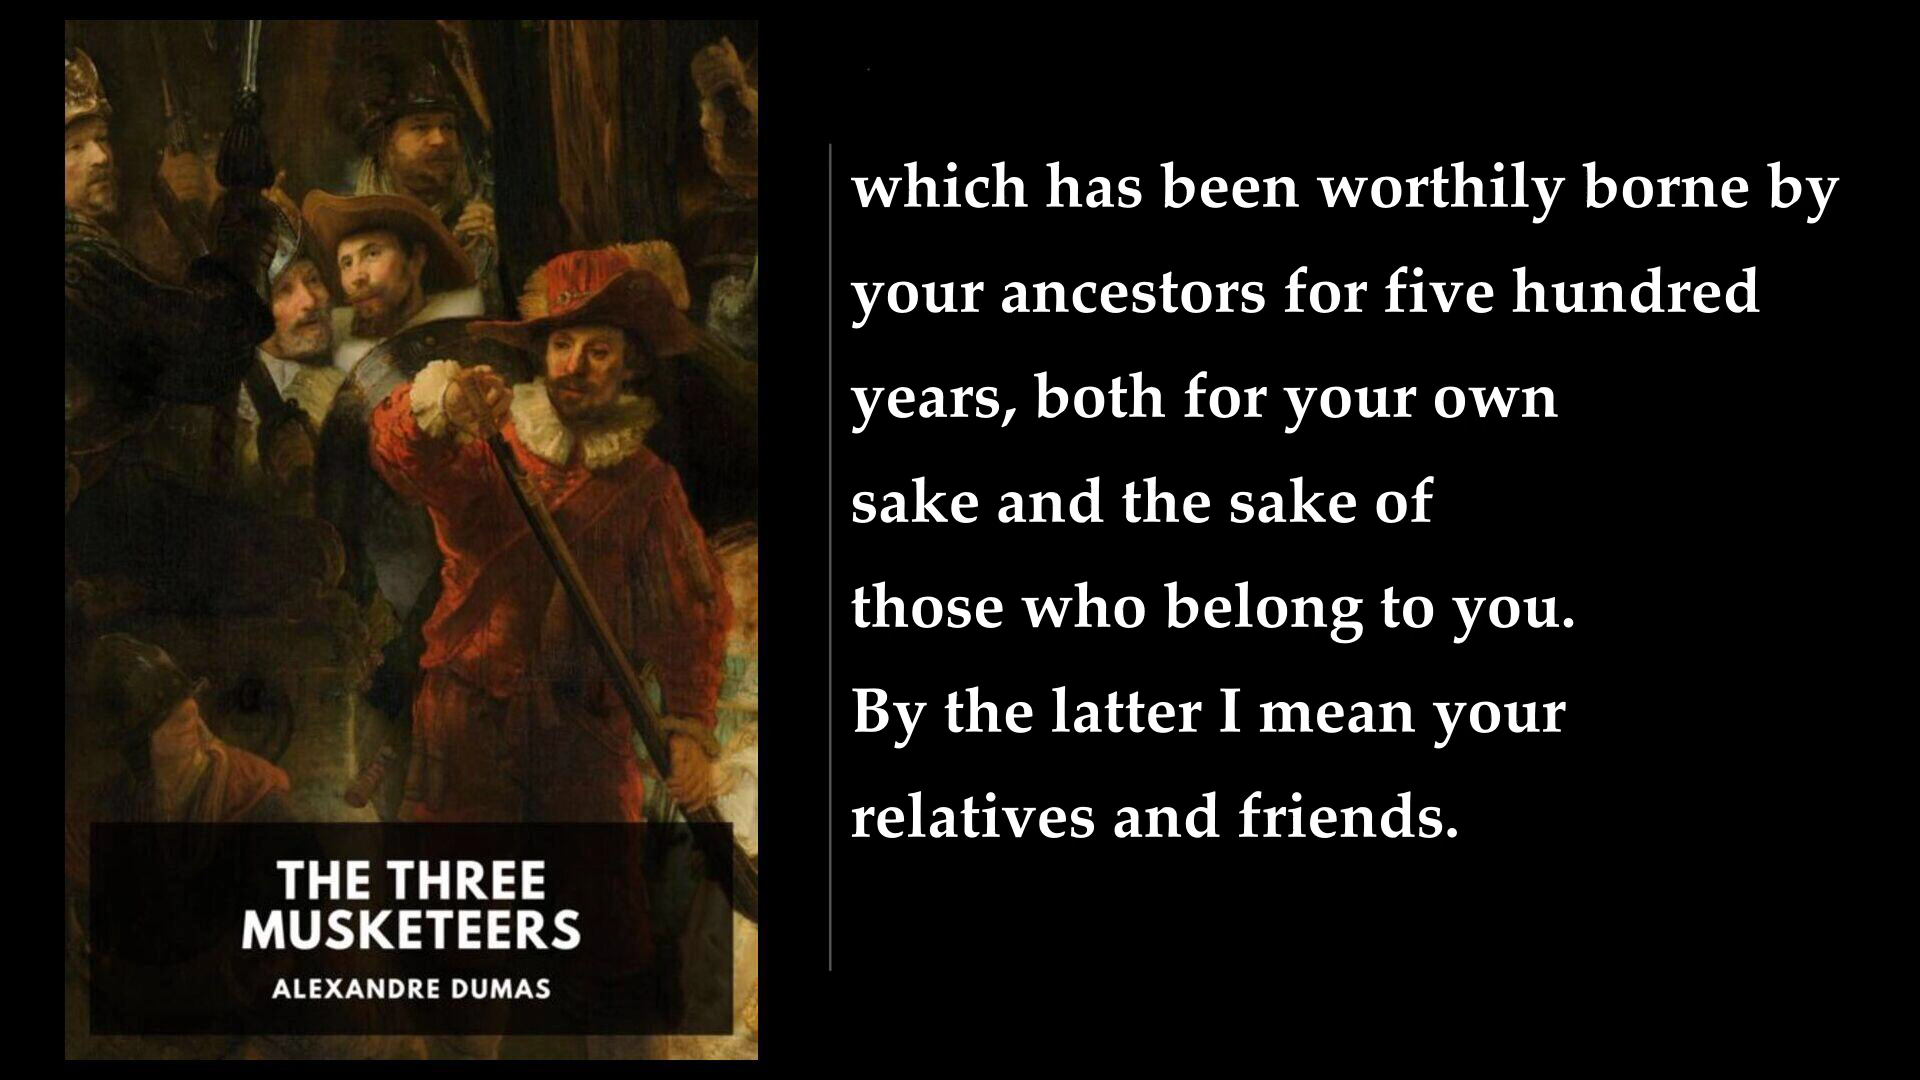 THE THREE
MUSKETEERS
ALEXANDRE DUMAS
which has been worthily borne by
your ancestors for five hundred
years, both for your own
sake and the sake of
those who belong to you.
By the latter I mean your
relatives and friends.